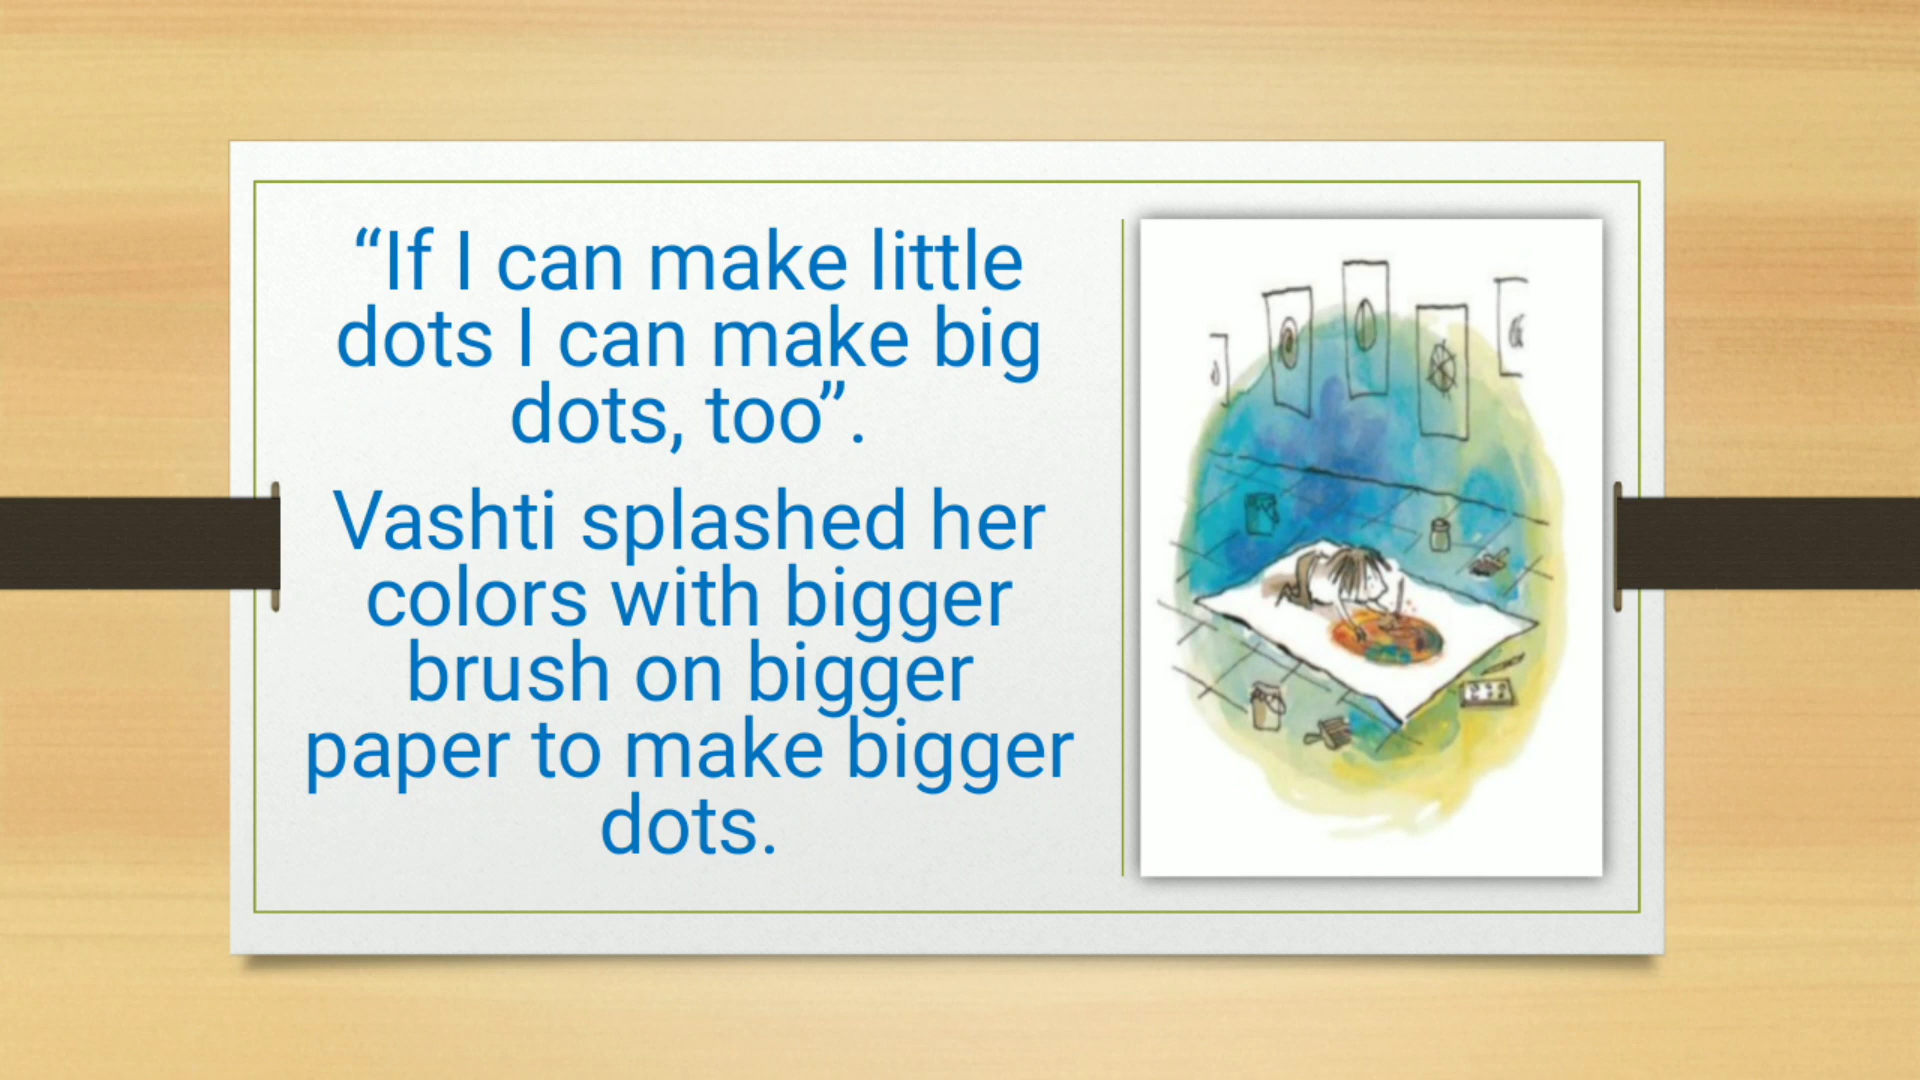 “If I can make little
dots I can make big
dots, too”.
Vashti splashed her
colors with bigger
brush on bigger
paper to make bigger
dots.